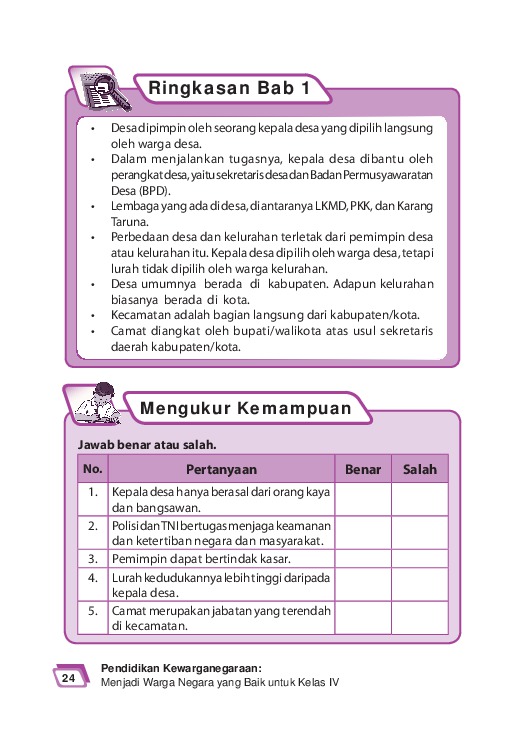 Ringkasan Bab 1
• Desa dipimpin oleh seorang kepala desa yang dipilih langsung
oleh warga desa.
• Dalam menjalankan tugasnya, kepala desa dibantu oleh
perangkat desa, yaitu sekretaris desa dan Badan Permusyawaratan
Desa (BPD).
• Lembaga yang ada di desa, di antaranya LKMD, PKK, dan Karang
Taruna.
• Perbedaan desa dan kelurahan terletak dari pemimpin desa
atau kelurahan itu. Kepala desa dipilih oleh warga desa, tetapi
lurah tidak dipilih oleh warga kelurahan.
• Desa umumnya berada di kabupaten. Adapun kelurahan
biasanya berada di kota.
• Kecamatan adalah bagian langsung dari kabupaten/kota.
• Camat diangkat oleh bupati/walikota atas usul sekretaris
daerah kabupaten/kota.
Mengukur Kemampuan
Jawab benar atau salah.
No. Pertanyaan Benar Salah
1. Kepala desa hanya berasal dari orang kaya
dan bangsawan.
2. Polisi dan TNI bertugas menjaga keamanan
dan ketertiban negara dan masyarakat.
3. Pemimpin dapat bertindak kasar.
4. Lurah kedudukannya lebih tinggi daripada
kepala desa.
5. Camat merupakan jabatan yang terendah
di kecamatan.
Pendidikan Kewarganegaraan:
24 Menjadi Warga Negara yang Baik untuk Kelas IV